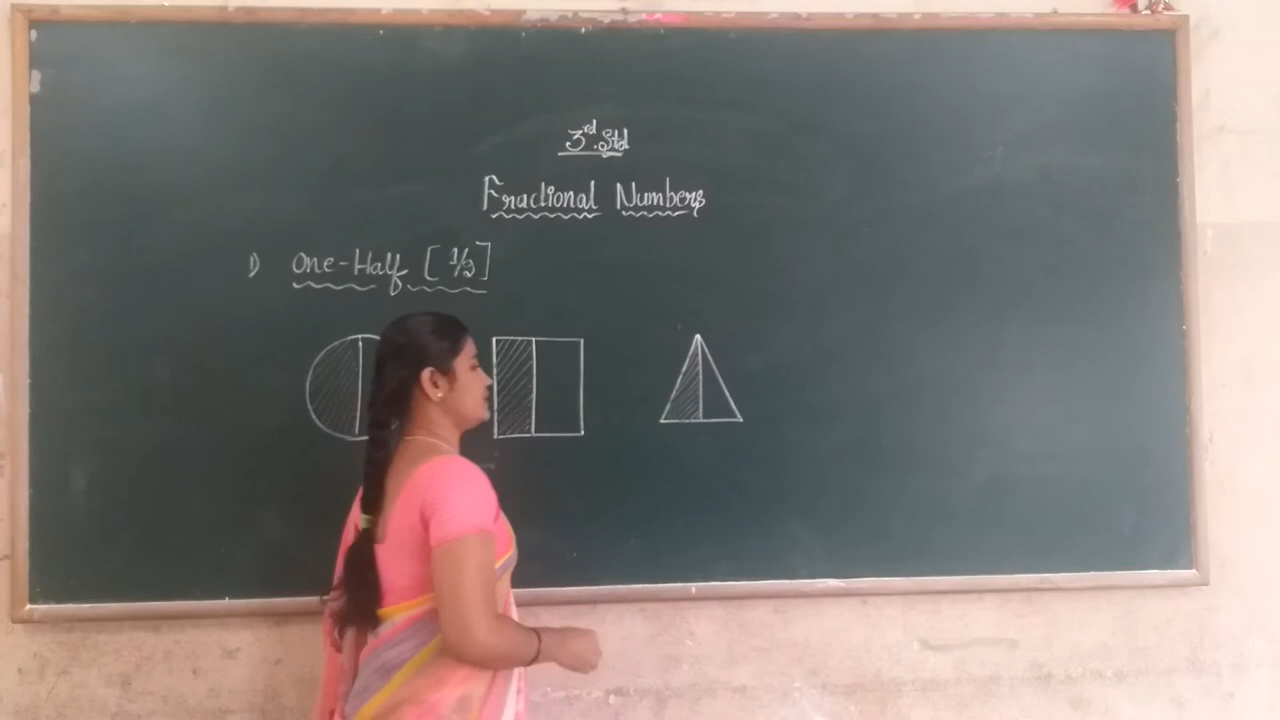 3rd.Std
Fractional Numbers
1) One-Half [1/2]